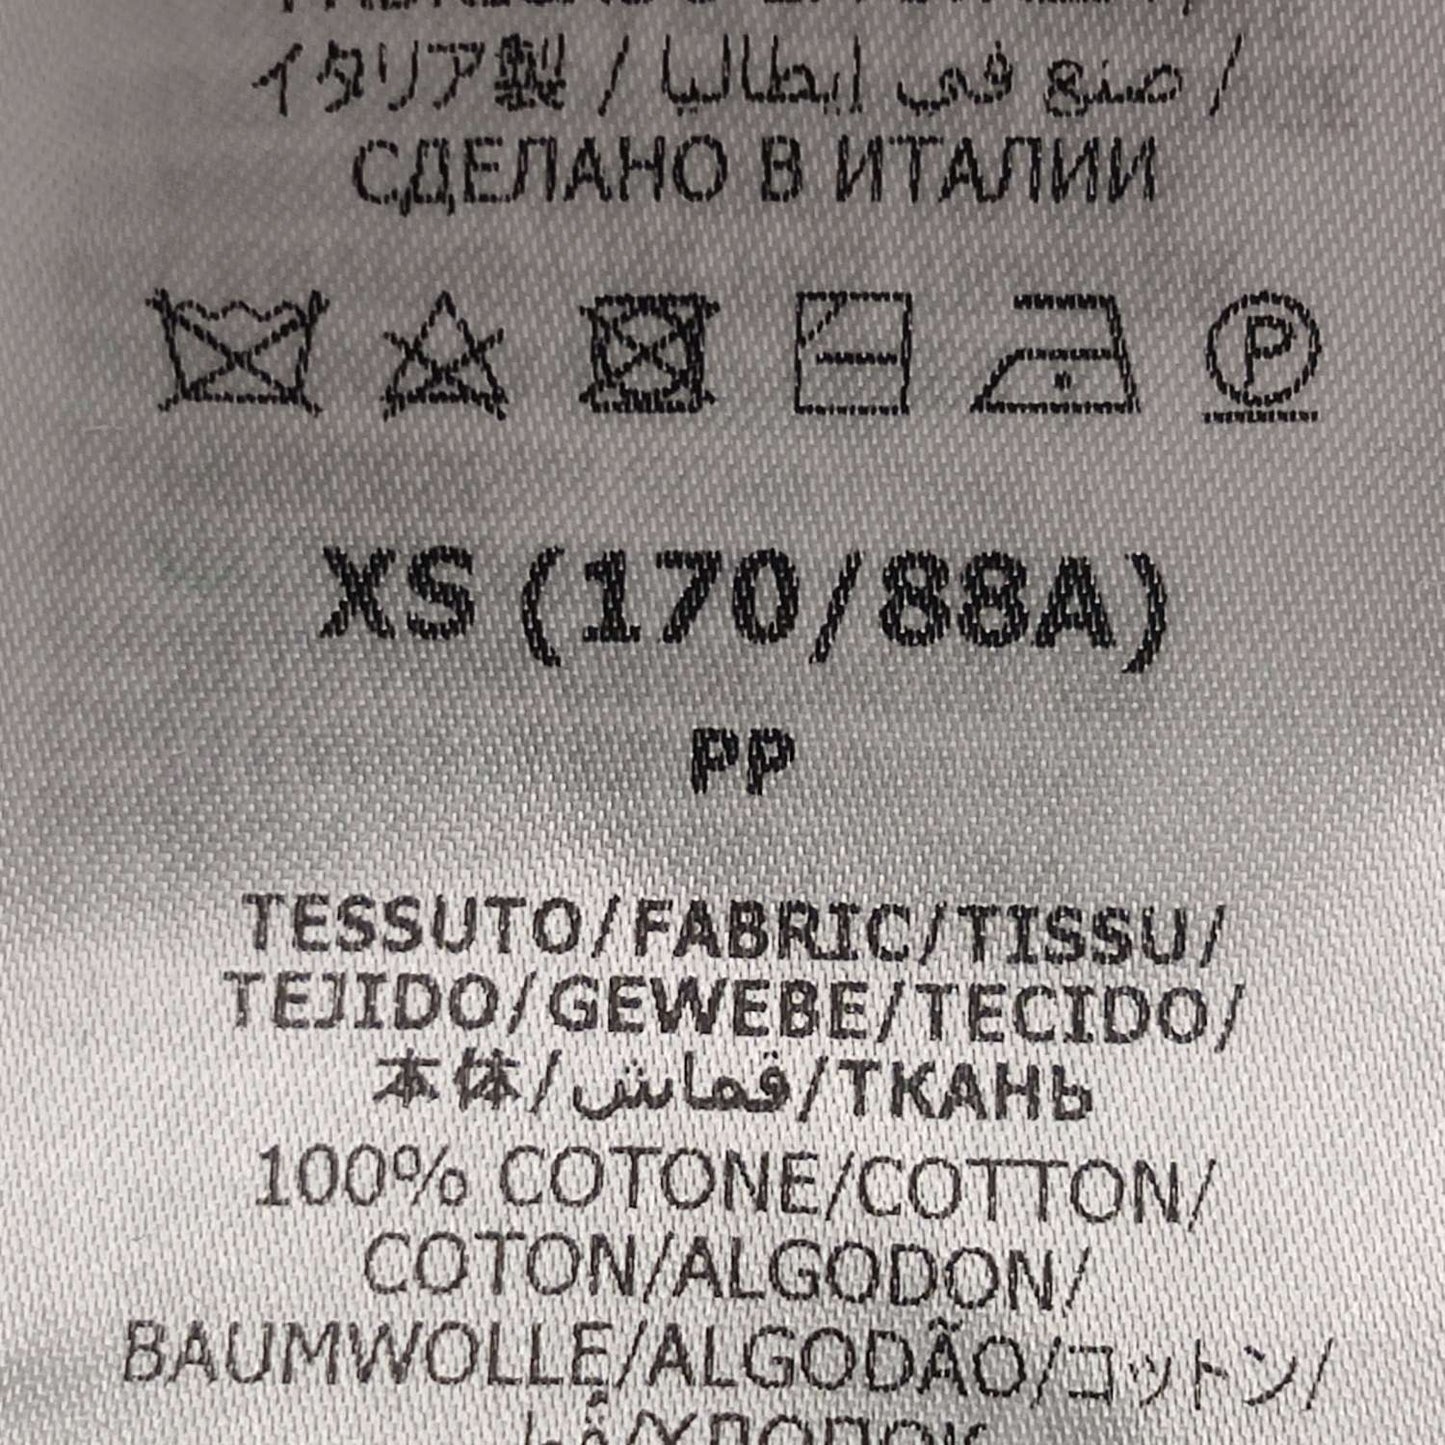 イタリア製 / صنع في إيطاليا /
СДЕЛАНО В ИТАЛИИ
P
XS (170/88A)
PP
TESSUTO/FABRIC/TISSU/
TEJIDO/GEWEBE/TECIDO/
本体/قماش/ТКАНЬ
100% COTONE/COTTON/
COTON/ALGODON/
BAUMWOLLE/ALGODÃO/コットン/
/ХЛОПОК